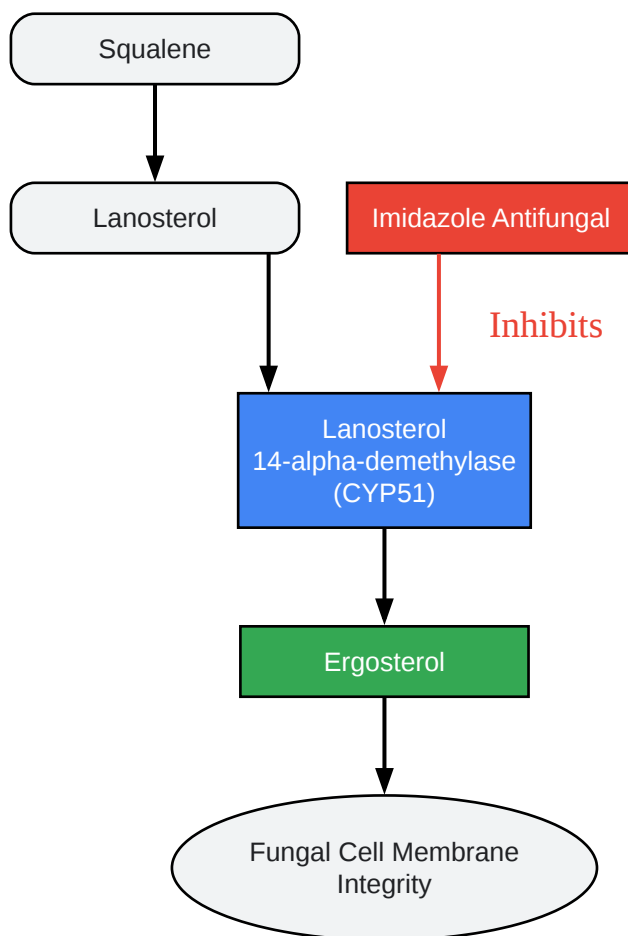 Squalene
Lanosterol
Imidazole Antifungal
Inhibits
Lanosterol
14-alpha-demethylase
(CYP51)
Ergosterol
Fungal Cell Membrane
Integrity